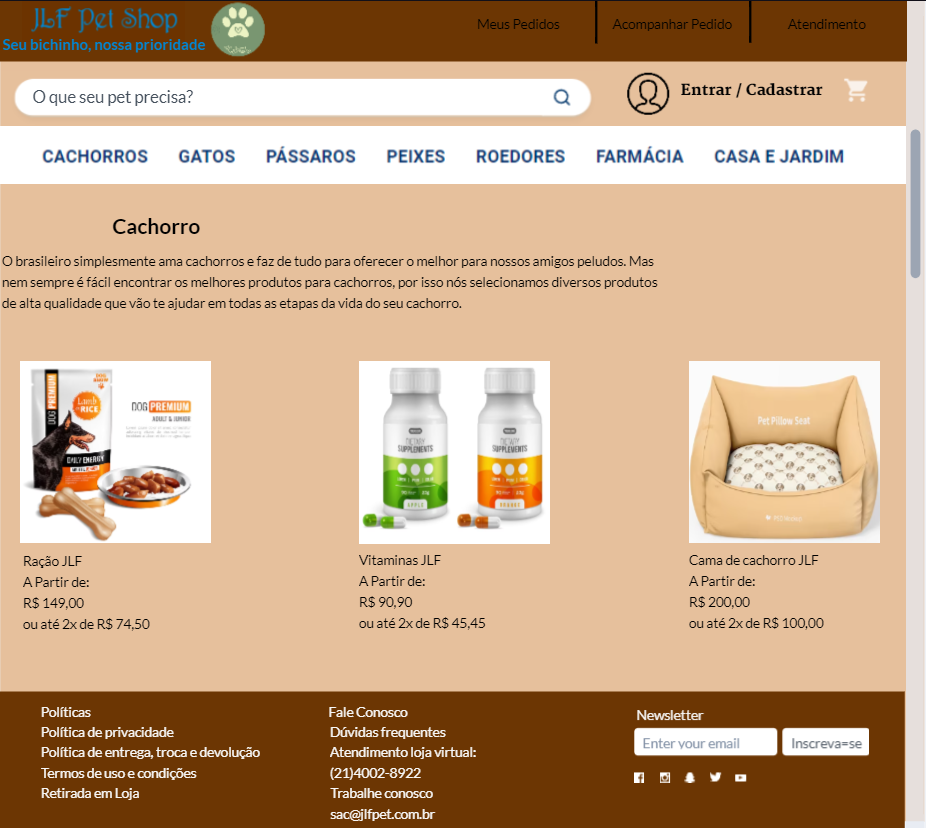 JLF Pet Shop
Seu bichinho, nossa prioridade
Meus Pedidos
Acompanhar Pedido
Atendimento
O que seu pet precisa?
Entrar / Cadastrar
CACHORROS GATOS PÁSSAROS PEIXES ROEDORES FARMÁCIA CASA E JARDIM
Cachorro
O brasileiro simplesmente ama cachorros e faz de tudo para oferecer o melhor para nossos amigos peludos. Mas
nem sempre é fácil encontrar os melhores produtos para cachorros, por isso nós selecionamos diversos produtos
de alta qualidade que vão te ajudar em todas as etapas da vida do seu cachorro.
DOG PREMIUM
Lamb
RICE
DAILY ENERGY
DOG PREMIUM
ADULT & JUNIOR
Ração JLF
A Partir de:
R$ 149,00
ou até 2x de R$ 74,50
DIETARY
SUPPLEMENTS
APPLE
DIETARY
SUPPLEMENTS
ORANGE
Vitaminas JLF
A Partir de:
R$ 90,90
ou até 2x de R$ 45,45
Pet Pillow Seat
Cama de cachorro JLF
A Partir de:
R$ 200,00
ou até 2x de R$ 100,00
Políticas
Política de privacidade
Política de entrega, troca e devolução
Termos de uso e condições
Retirada em Loja
Fale Conosco
Dúvidas frequentes
Atendimento loja virtual:
(21)4002-8922
Trabalhe conosco
sac@jlfpet.com.br
Newsletter
Enter your email
Inscreva=se